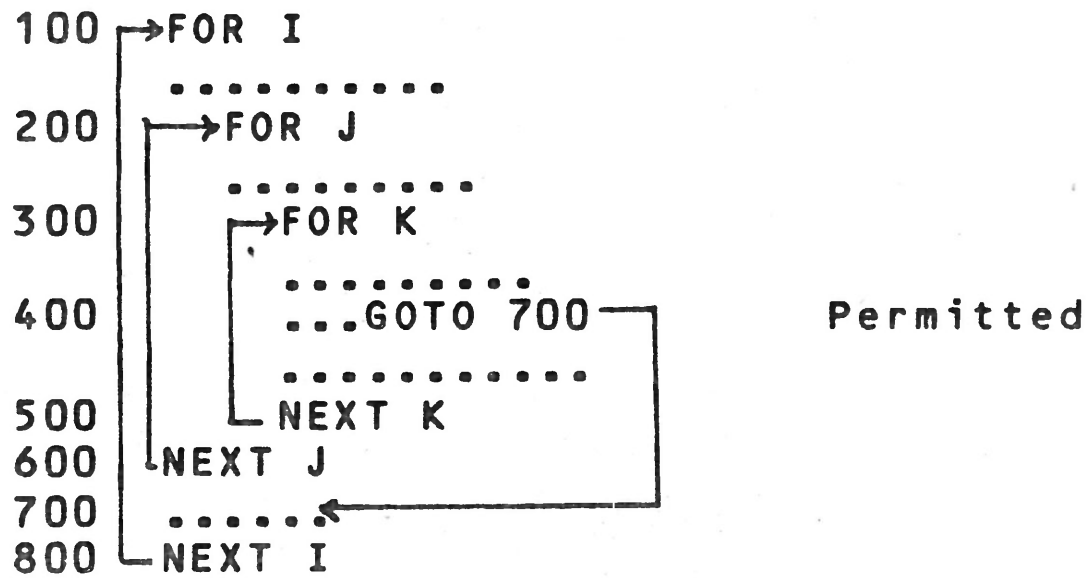 100 FOR I
..........
200 FOR J
.........
300 FOR K
.........
400 ...GOTO 700 Permitted
...........
500 NEXT K
600 NEXT J
700 ......
800 NEXT I